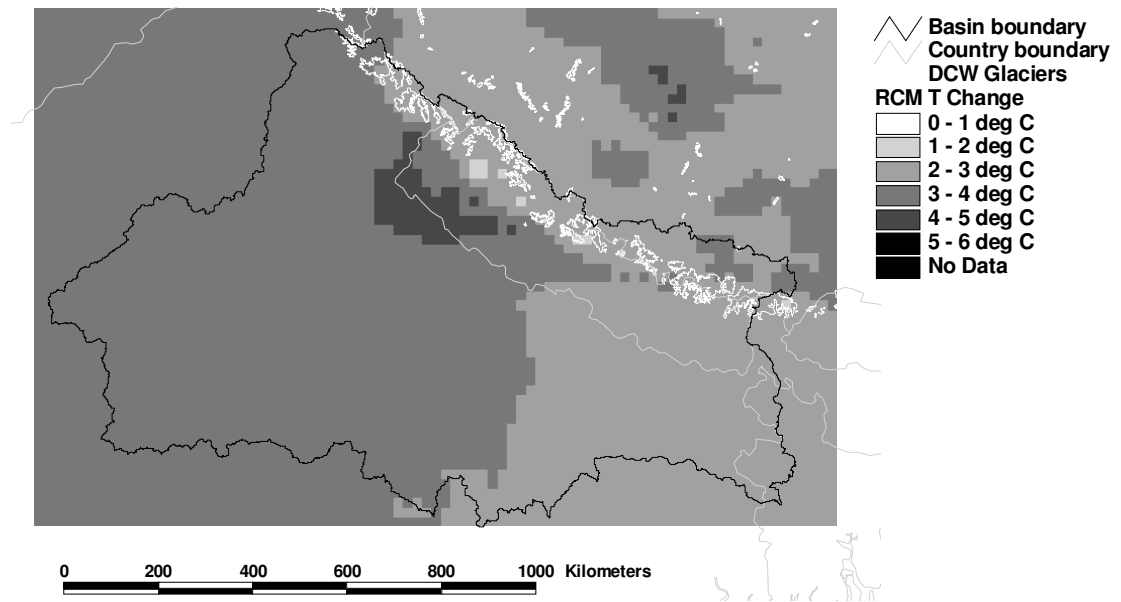 Basin boundary
Country boundary
DCW Glaciers
RCM T Change
0 - 1 deg C
1 - 2 deg C
2 - 3 deg C
3 - 4 deg C
4 - 5 deg C
5 - 6 deg C
No Data
0 200 400 600 800 1000 Kilometers